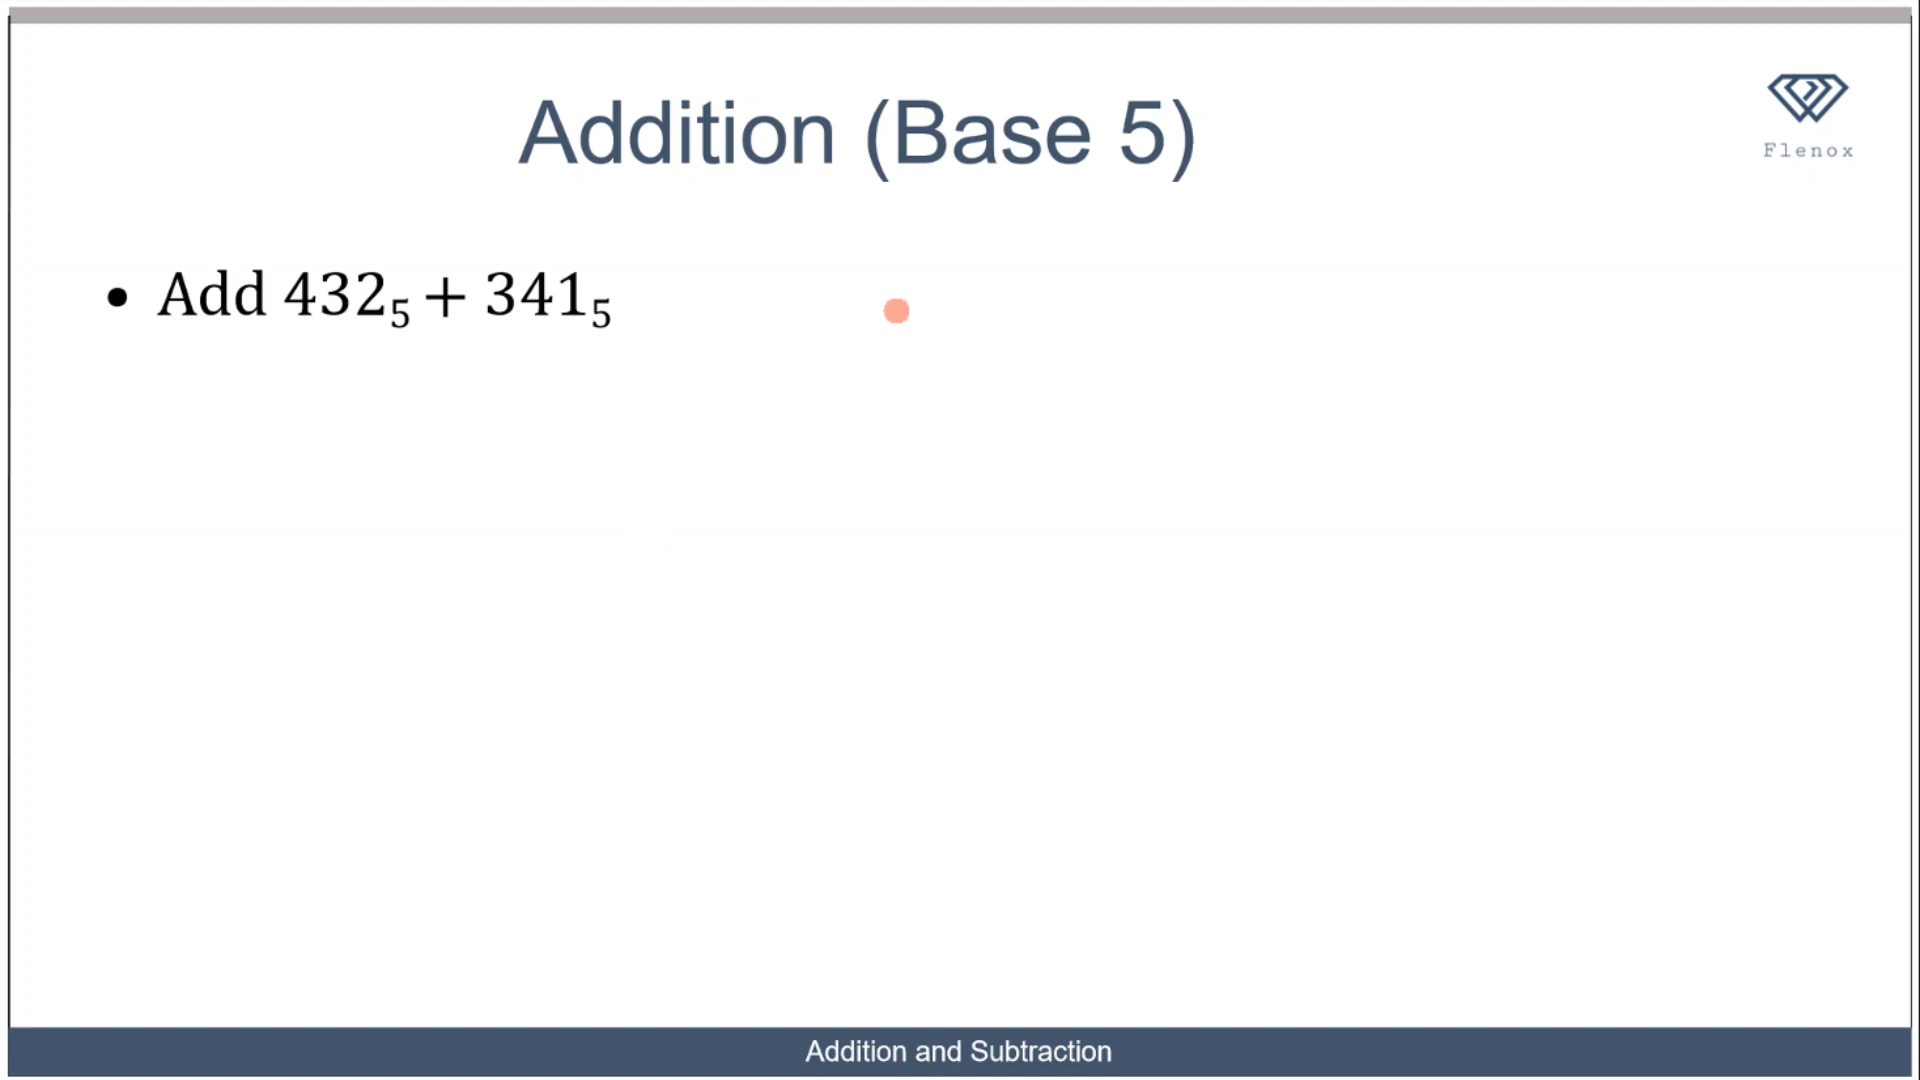 Addition (Base 5)
Flenox
• Add 432₅ + 341₅
Addition and Subtraction